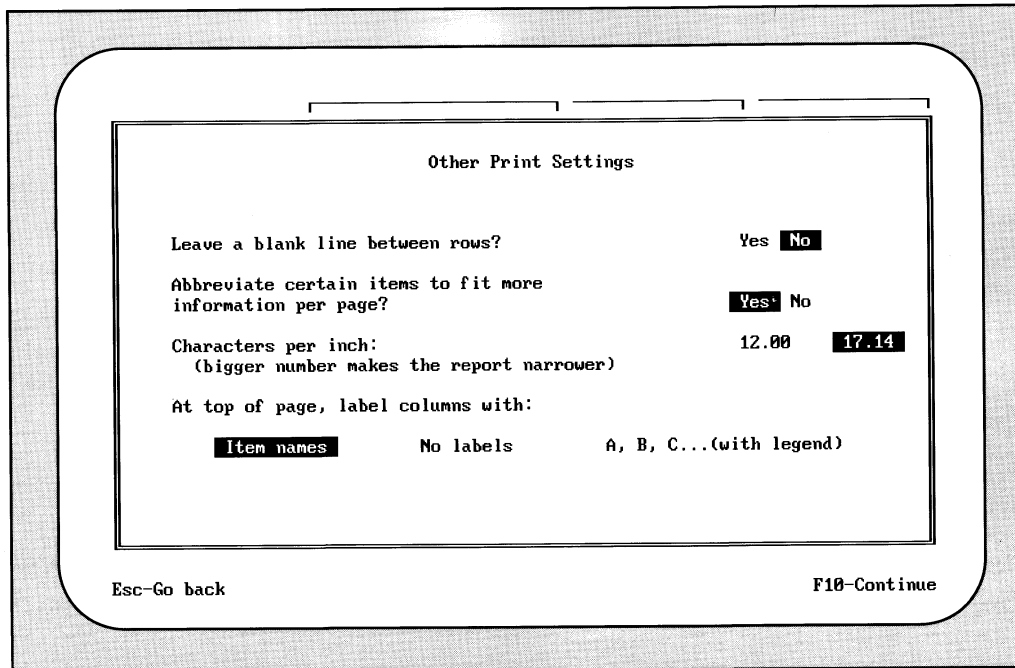 Other Print Settings
Leave a blank line between rows? Yes No
Abbreviate certain items to fit more
information per page? Yes No
Characters per inch: 12.00 17.14
(bigger number makes the report narrower)
At top of page, label columns with:
Item names No labels A, B, C...(with legend)
Esc-Go back F10-Continue